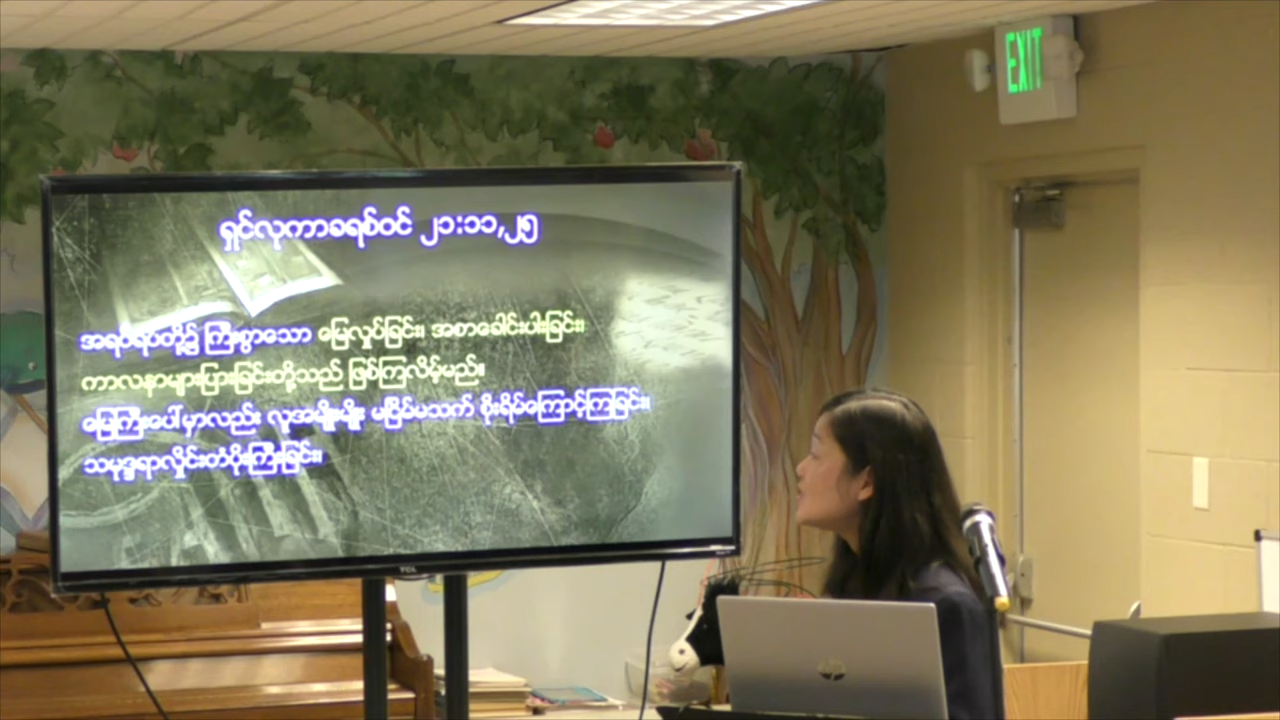 EXIT
ရှင်လုကာခရစ်ဝင် ၂၁:၁၁,၂၅
အရပ်ရပ်တို့၌ ကြီးစွာသော မြေလှုပ်ခြင်း၊ အစာခေါင်းပါးခြင်း၊
ကာလနာများပြားခြင်းတို့သည် ဖြစ်ကြလိမ့်မည်။
မြေကြီးပေါ်မှာလည်း လူအမျိုးမျိုး မငြိမ်မသက် စိုးရိမ်ကြောင့်ကြခြင်း၊
သမုဒ္ဒရာလှိုင်းတံပိုးကြီးခြင်း၊
TCL
hp